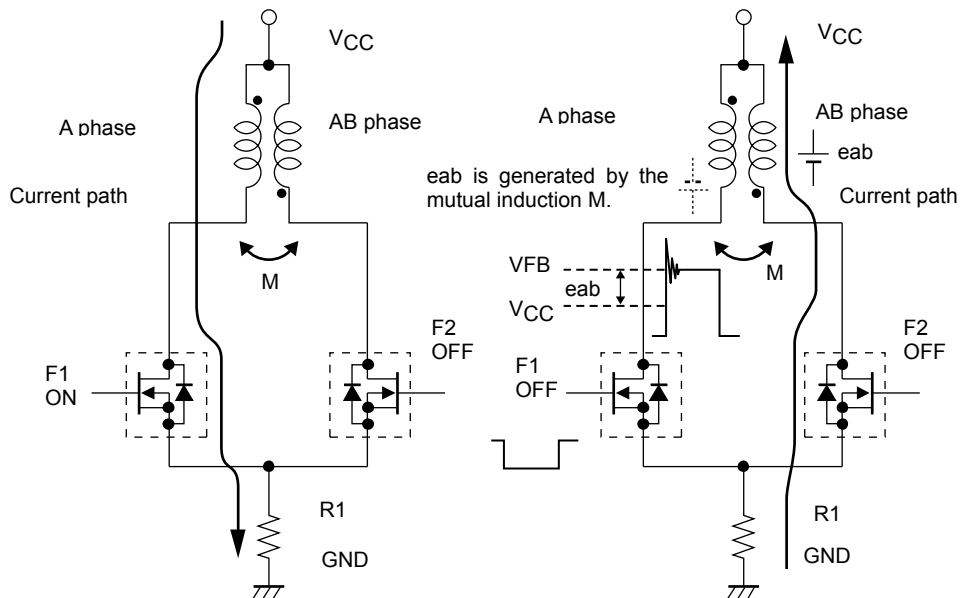 VCC
A phase
AB phase
Current path
M
F1
ON
F2
OFF
R1
GND
VCC
A phase
AB phase
eab
eab is generated by the
mutual induction M.
Current path
VFB
eab
VCC
M
F1
OFF
F2
OFF
R1
GND